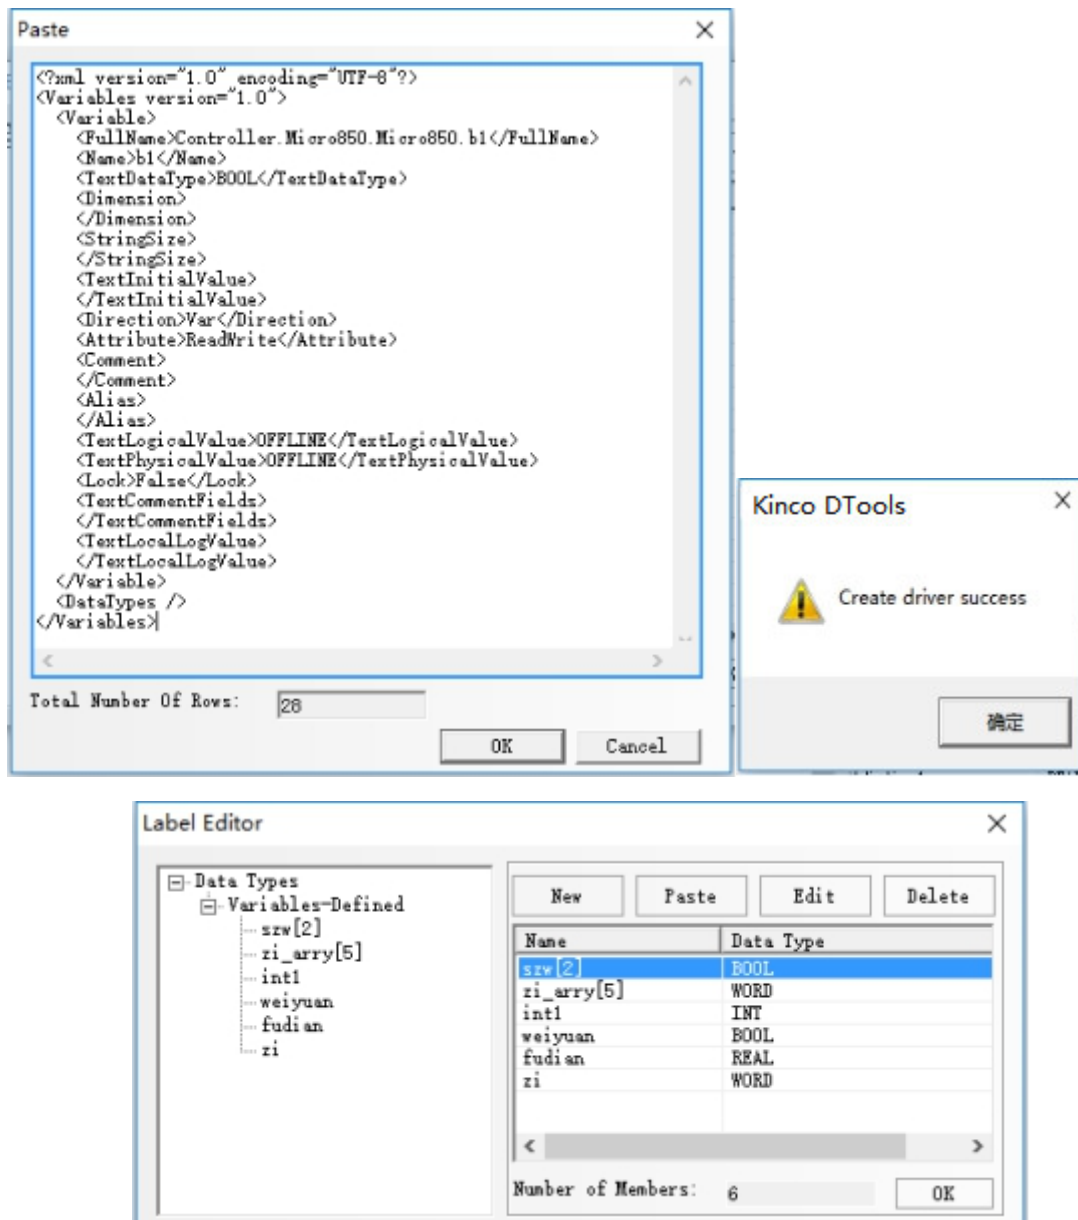 Paste
<?xml version="1.0" encoding="UTF-8"?>
<Variables version="1.0">
<Variable>
<FullName>Controller.Micro850.Micro850.b1</FullName>
<Name>b1</Name>
<TextDataType>BOOL</TextDataType>
<Dimension>
</Dimension>
<StringSize>
</StringSize>
<TextInitialValue>
</TextInitialValue>
<Direction>Var</Direction>
<Attribute>ReadWrite</Attribute>
<Comment>
</Comment>
<Alias>
</Alias>
<TextLogicalValue>OFFLINE</TextLogicalValue>
<TextPhysicalValue>OFFLINE</TextPhysicalValue>
<Lock>False</Lock>
<TextCommentFields>
</TextCommentFields>
<TextLocalLogValue>
</TextLocalLogValue>
</Variable>
<DataTypes />
</Variables>
Total Number Of Rows: 28
OK Cancel
Kinco DTools
Create driver success
确定
Label Editor
Data Types
Variables-Defined
szw[2]
zi_arry[5]
int1
weiyuan
fudian
zi
New Paste Edit Delete
Name Data Type
szw[2] BOOL
zi_arry[5] WORD
int1 INT
weiyuan BOOL
fudian REAL
zi WORD
Number of Members: 6 OK